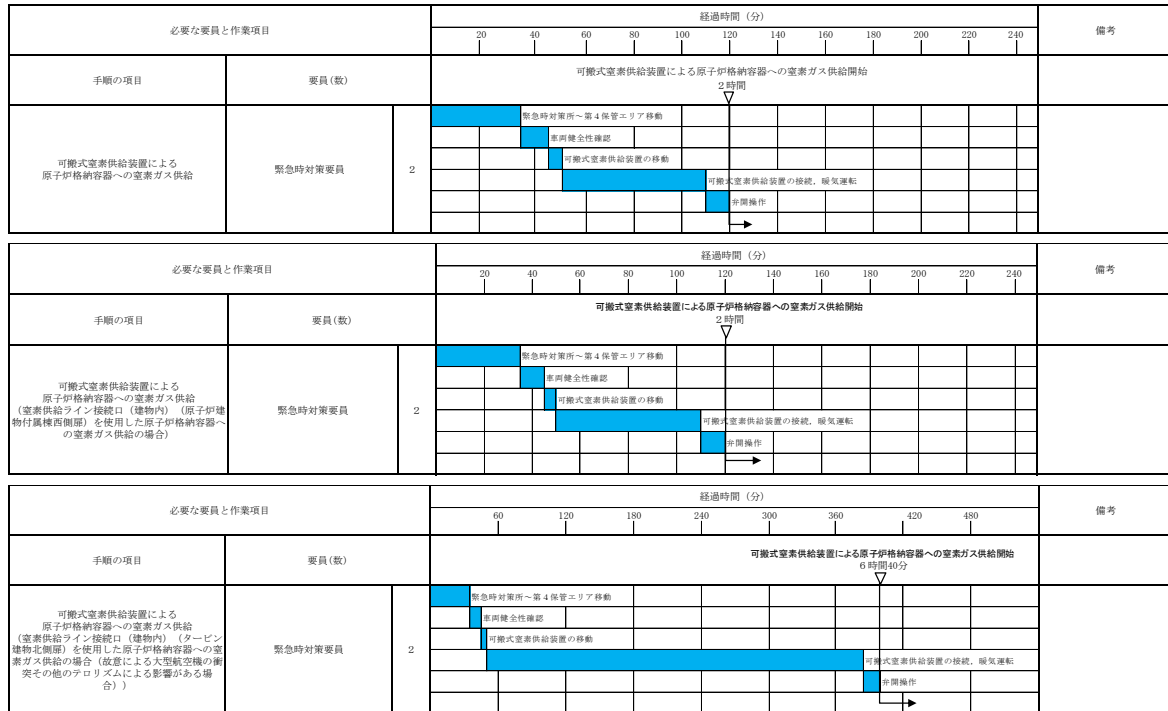 必要な要員と作業項目
経過時間（分）
備考
20 40 60 80 100 120 140 160 180 200 220 240
手順の項目
要員(数)
可搬式窒素供給装置による原子炉格納容器への窒素ガス供給開始
2時間
可搬式窒素供給装置による
原子炉格納容器への窒素ガス供給
緊急時対策要員
2
緊急時対策所～第4保管エリア移動
車両健全性確認
可搬式窒素供給装置の移動
可搬式窒素供給装置の接続，暖気運転
弁開操作
必要な要員と作業項目
経過時間（分）
備考
20 40 60 80 100 120 140 160 180 200 220 240
手順の項目
要員(数)
可搬式窒素供給装置による原子炉格納容器への窒素ガス供給開始
2時間
可搬式窒素供給装置による
原子炉格納容器への窒素ガス供給
（窒素供給ライン接続口（建物内）（原子炉建
物付属棟西側扉）を使用した原子炉格納容器へ
の窒素ガス供給の場合）
緊急時対策要員
2
緊急時対策所～第4保管エリア移動
車両健全性確認
可搬式窒素供給装置の移動
可搬式窒素供給装置の接続，暖気運転
弁開操作
必要な要員と作業項目
経過時間（分）
備考
60 120 180 240 300 360 420 480
手順の項目
要員(数)
可搬式窒素供給装置による原子炉格納容器への窒素ガス供給開始
6時間40分
可搬式窒素供給装置による
原子炉格納容器への窒素ガス供給
（窒素供給ライン接続口（建物内）（タービン
建物北側扉）を使用した原子炉格納容器への窒
素ガス供給の場合（故意による大型航空機の衝
突その他のテロリズムによる影響がある場
合））
緊急時対策要員
2
緊急時対策所～第4保管エリア移動
車両健全性確認
可搬式窒素供給装置の移動
可搬式窒素供給装置の接続，暖気運転
弁開操作